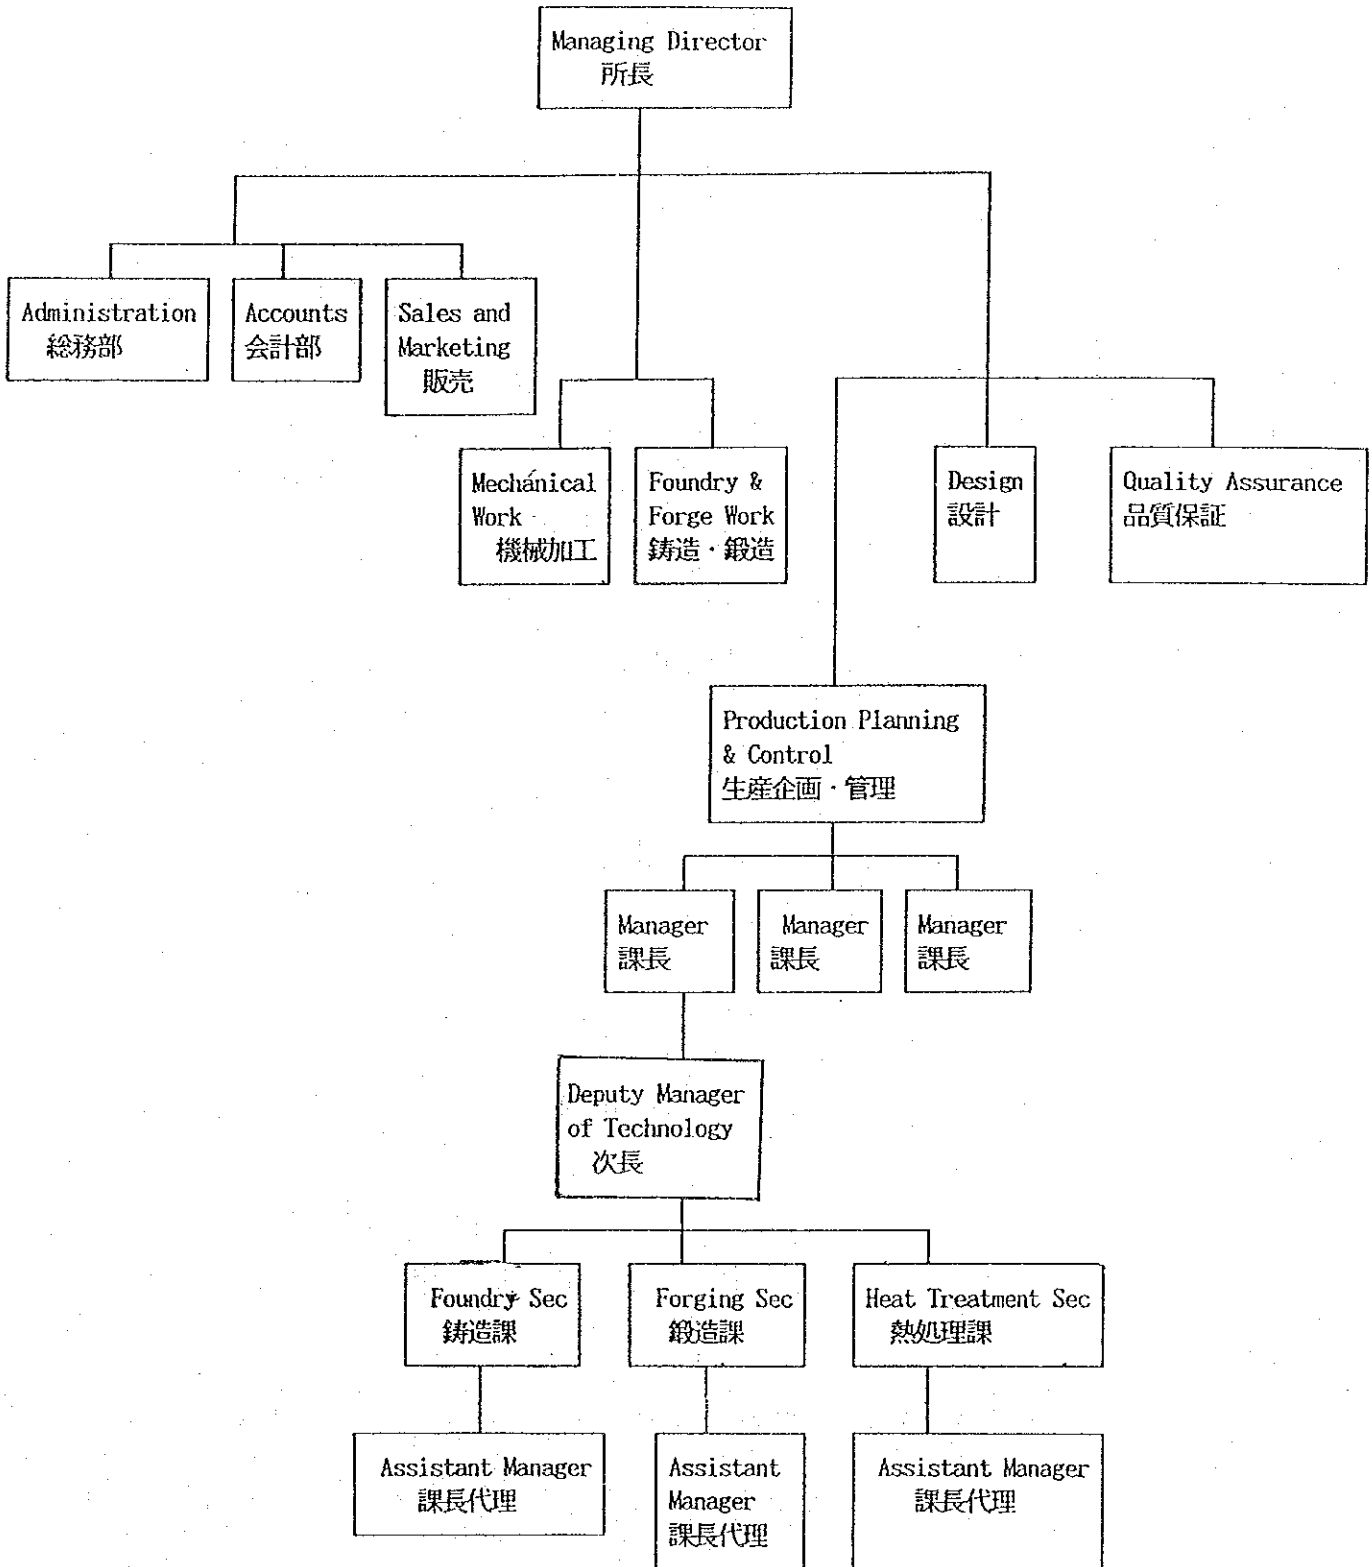 Managing Director
所長
Administration
総務部
Accounts
会計部
Sales and
Marketing
販売
Mechanical
Work
機械加工
Foundry &
Forge Work
鋳造・鍛造
Design
設計
Quality Assurance
品質保証
Production Planning
& Control
生産企画・管理
Manager
課長
Manager
課長
Manager
課長
Deputy Manager
of Technology
次長
Foundry Sec
鋳造課
Forging Sec
鍛造課
Heat Treatment Sec
熱処理課
Assistant Manager
課長代理
Assistant
Manager
課長代理
Assistant Manager
課長代理